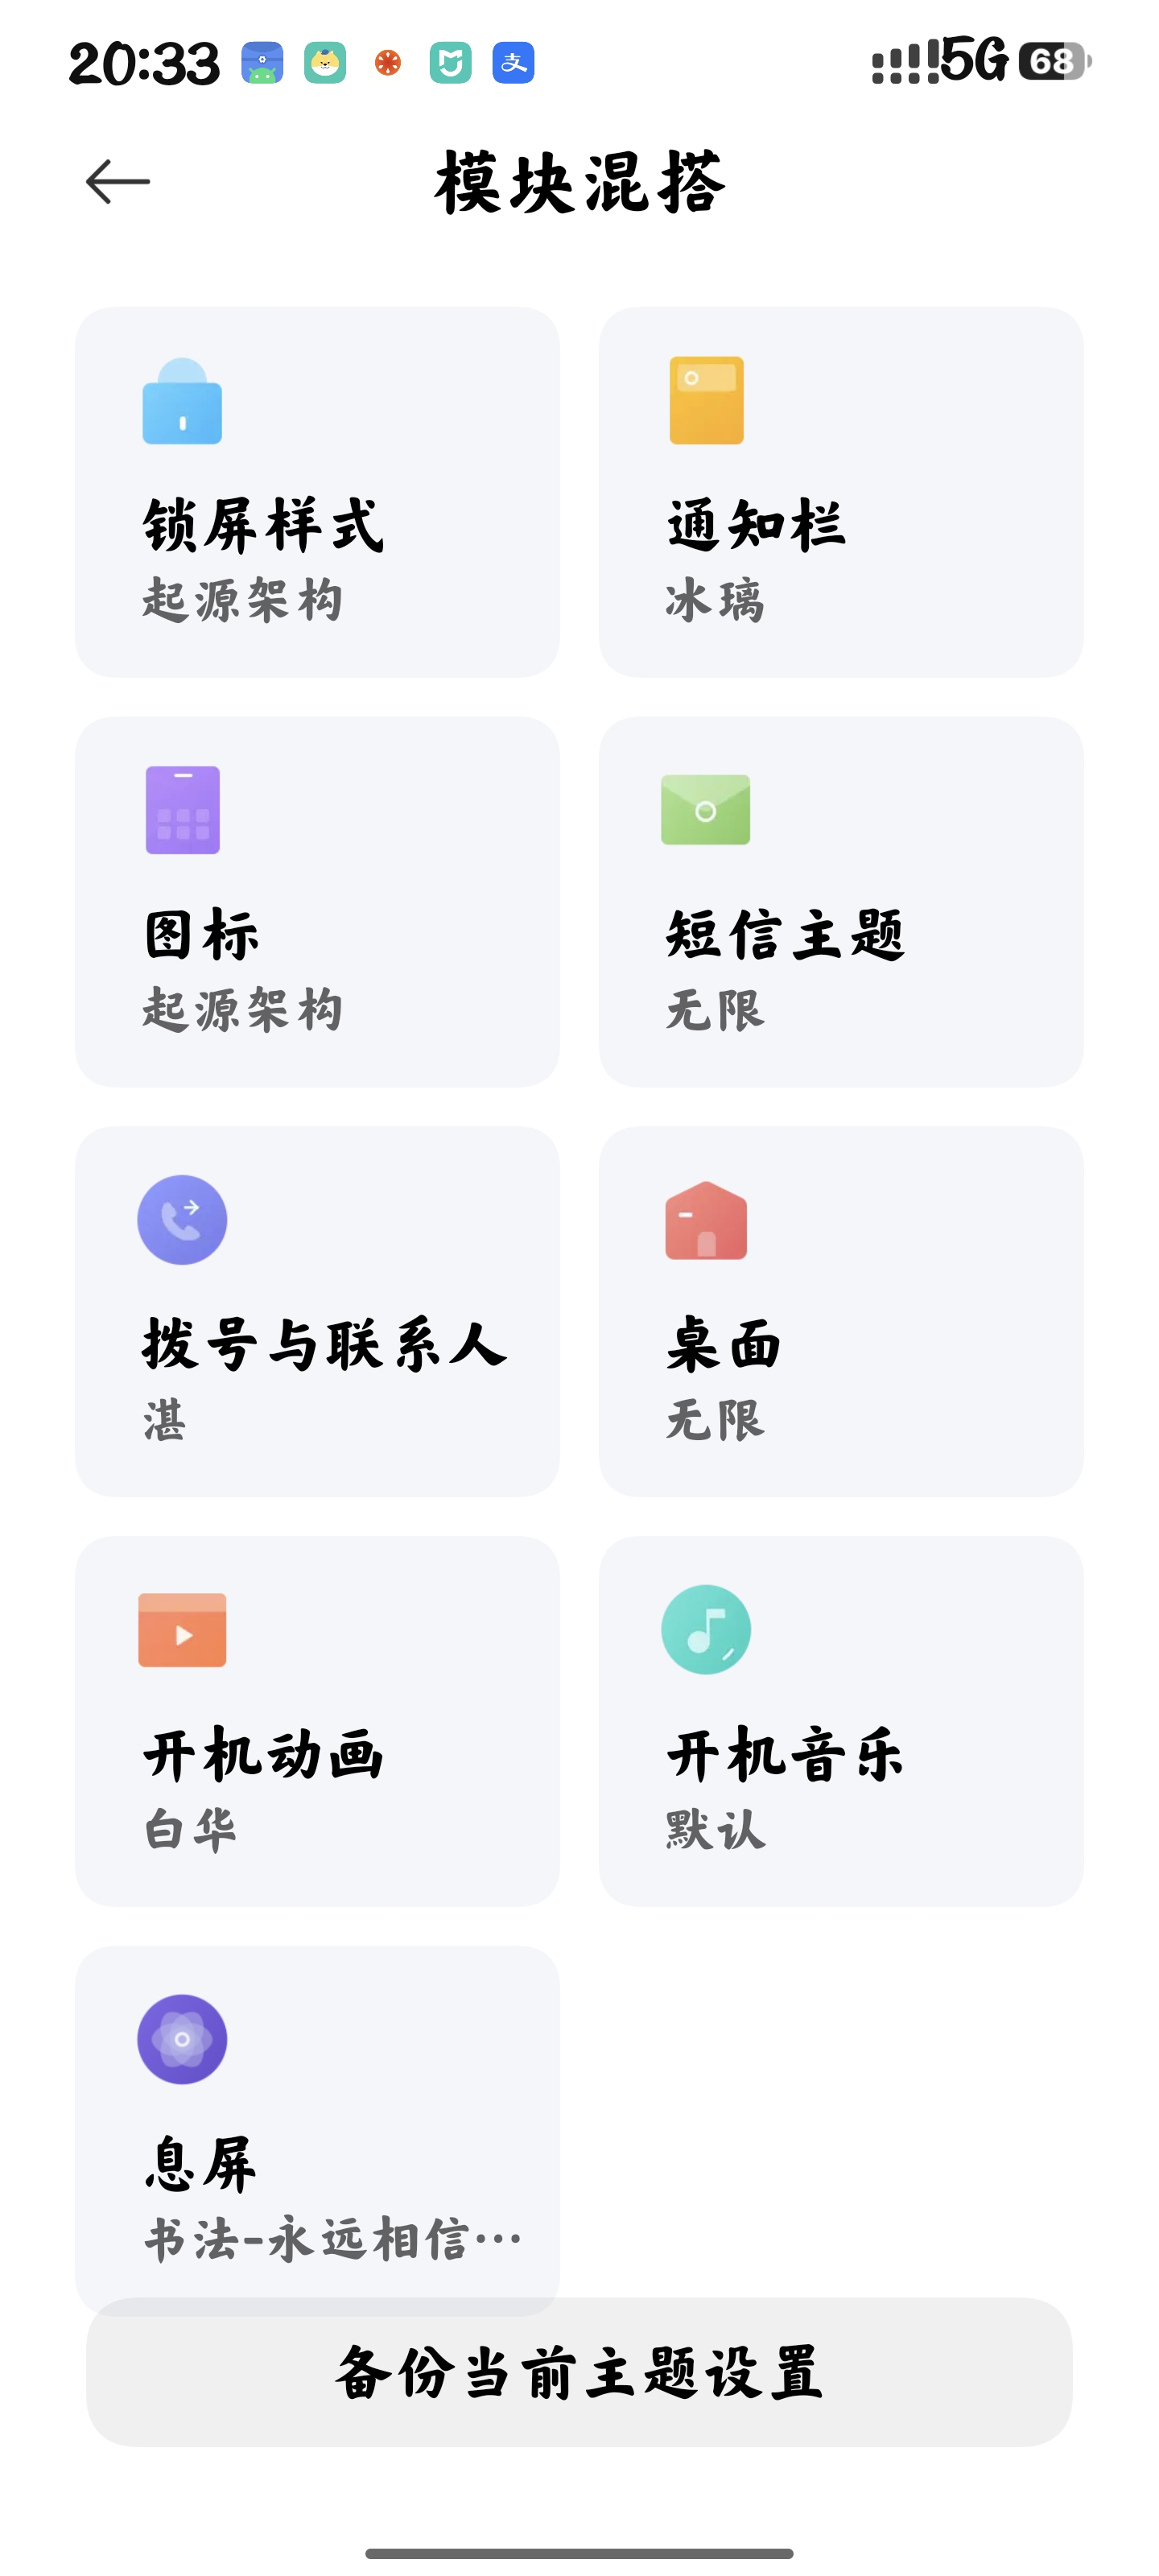 20:33 支 5G 68
模块混搭
锁屏样式
起源架构
通知栏
冰璃
图标
起源架构
短信主题
无限
拨号与联系人
湛
桌面
无限
开机动画
白华
开机音乐
默认
息屏
书法-永远相信…
备份当前主题设置